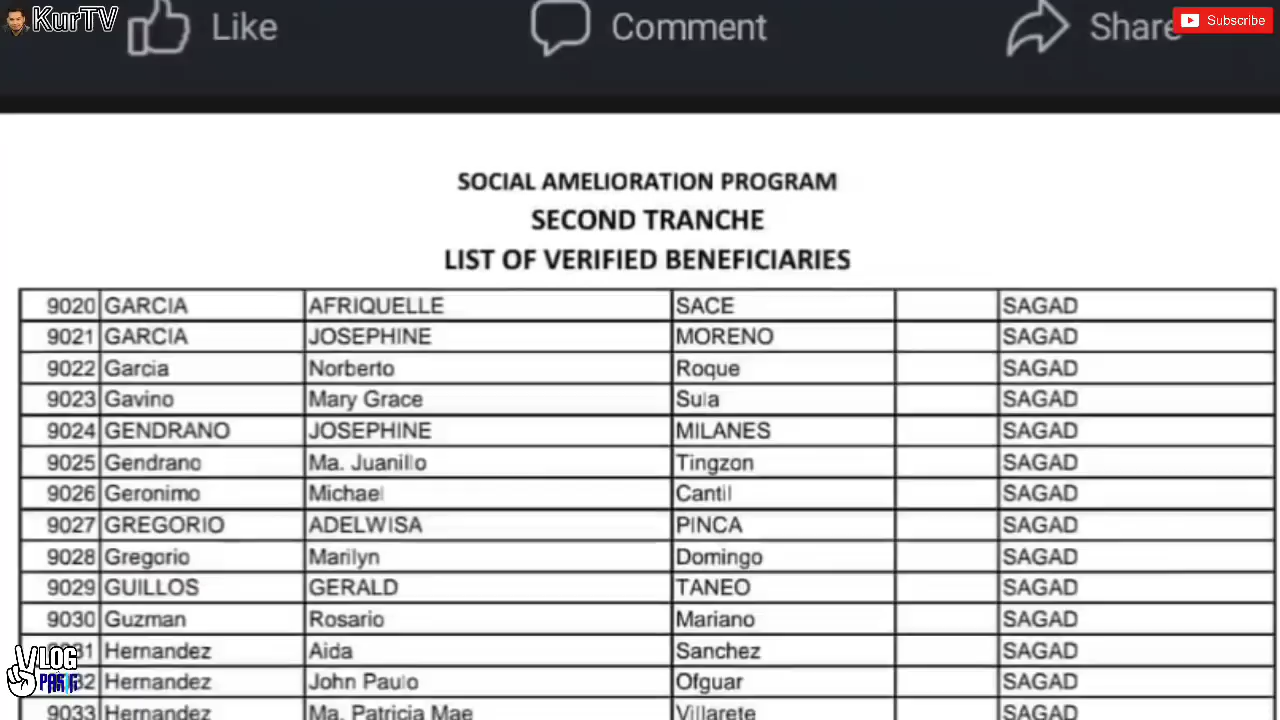 KurTV
Like
Comment
Share
Subscribe
SOCIAL AMELIORATION PROGRAM
SECOND TRANCHE
LIST OF VERIFIED BENEFICIARIES
9020 GARCIA AFRIQUELLE SACE SAGAD
9021 GARCIA JOSEPHINE MORENO SAGAD
9022 Garcia Norberto Roque SAGAD
9023 Gavino Mary Grace Sula SAGAD
9024 GENDRANO JOSEPHINE MILANES SAGAD
9025 Gendrano Ma. Juanillo Tingzon SAGAD
9026 Geronimo Michael Cantil SAGAD
9027 GREGORIO ADELWISA PINCA SAGAD
9028 Gregorio Marilyn Domingo SAGAD
9029 GUILLOS GERALD TANEO SAGAD
9030 Guzman Rosario Mariano SAGAD
Hernandez Aida Sanchez SAGAD
Hernandez John Paulo Ofguar SAGAD
9033 Hernandez Ma. Patricia Mae Villarete SAGAD
VLOG